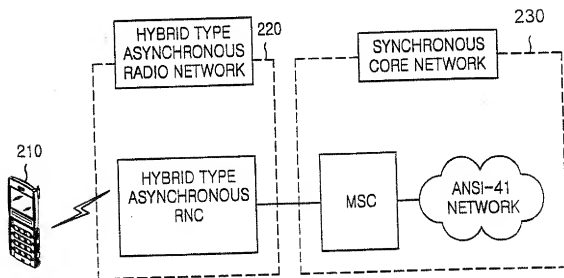 HYBRID TYPE
ASYNCHRONOUS
RADIO NETWORK
220
SYNCHRONOUS
CORE NETWORK
230
210
HYBRID TYPE
ASYNCHRONOUS
RNC
MSC
ANSI-41
NETWORK